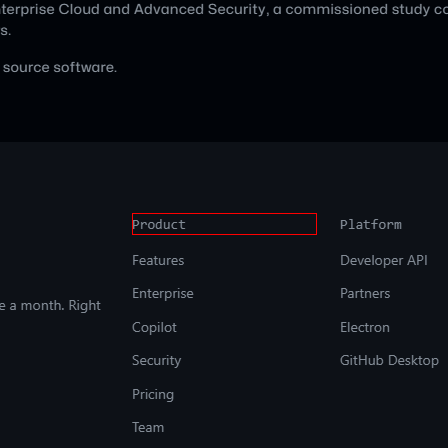 terprise Cloud and Advanced Security, a commissioned study
s.
source software.
Product
Platform
Features
Developer API
Enterprise
Partners
e a month. Right
Copilot
Electron
Security
GitHub Desktop
Pricing
Team